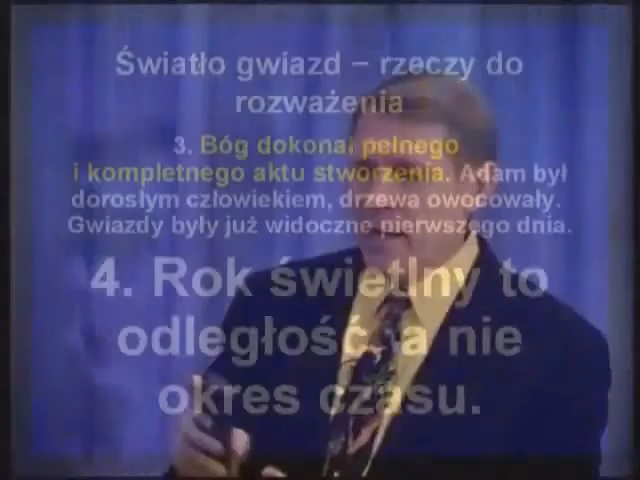 Światło gwiazd – rzeczy do
rozważenia
3. Bóg dokonał pełnego
i kompletnego aktu stworzenia. Adam był
dorosłym człowiekiem, drzewa owocowały.
Gwiazdy były już widoczne pierwszego dnia.
4. Rok świetlny to
odległość, a nie
okres czasu.